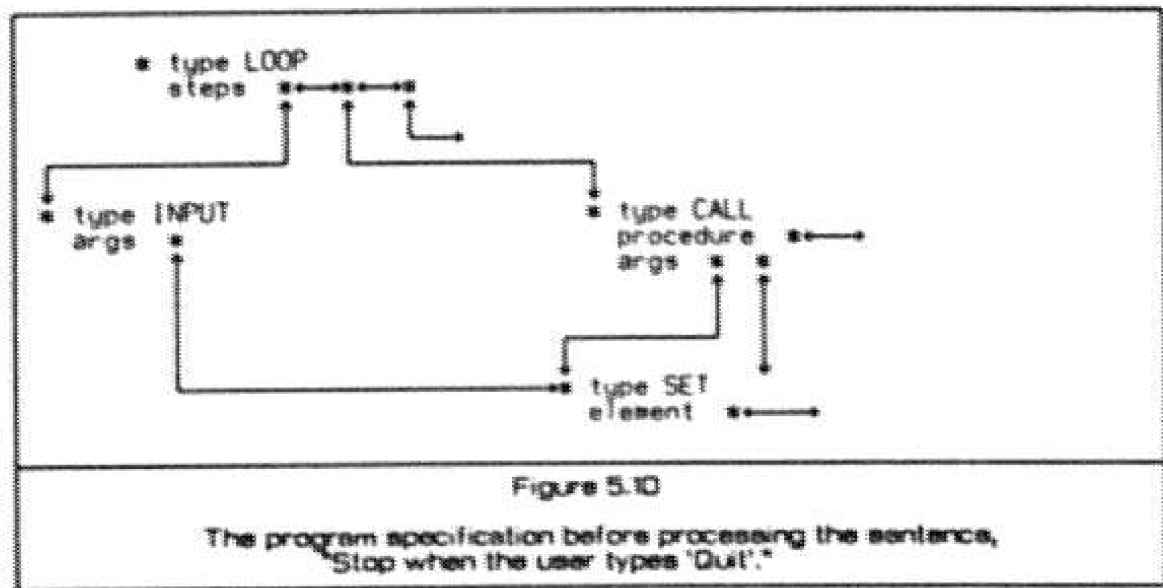 * type LOOP
steps * * *
* type INPUT
args *
* type CALL
procedure *
args * *
* type SET
element *
Figure 5.10
The program specification before processing the sentence,
"Stop when the user types 'Quit'."